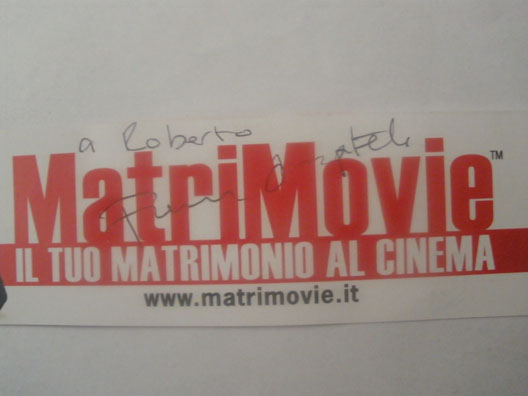 a Roberto
MatriMovie™
IL TUO MATRIMONIO AL CINEMA
www.matrimovie.it